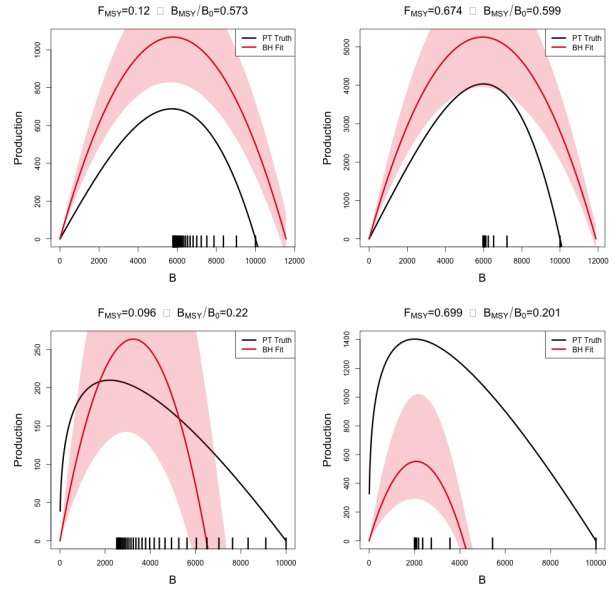 F_MSY=0.12 □ B_MSY/B_0=0.573
PT Truth
BH Fit
Production
0 200 400 600 800 1000
0 2000 4000 6000 8000 10000 12000
B
F_MSY=0.674 □ B_MSY/B_0=0.599
PT Truth
BH Fit
Production
0 1000 2000 3000 4000 5000
0 2000 4000 6000 8000 10000 12000
B
F_MSY=0.096 □ B_MSY/B_0=0.22
PT Truth
BH Fit
Production
0 50 100 150 200 250
0 2000 4000 6000 8000 10000
B
F_MSY=0.699 □ B_MSY/B_0=0.201
PT Truth
BH Fit
Production
0 200 400 600 800 1000 1200 1400
0 2000 4000 6000 8000 10000
B